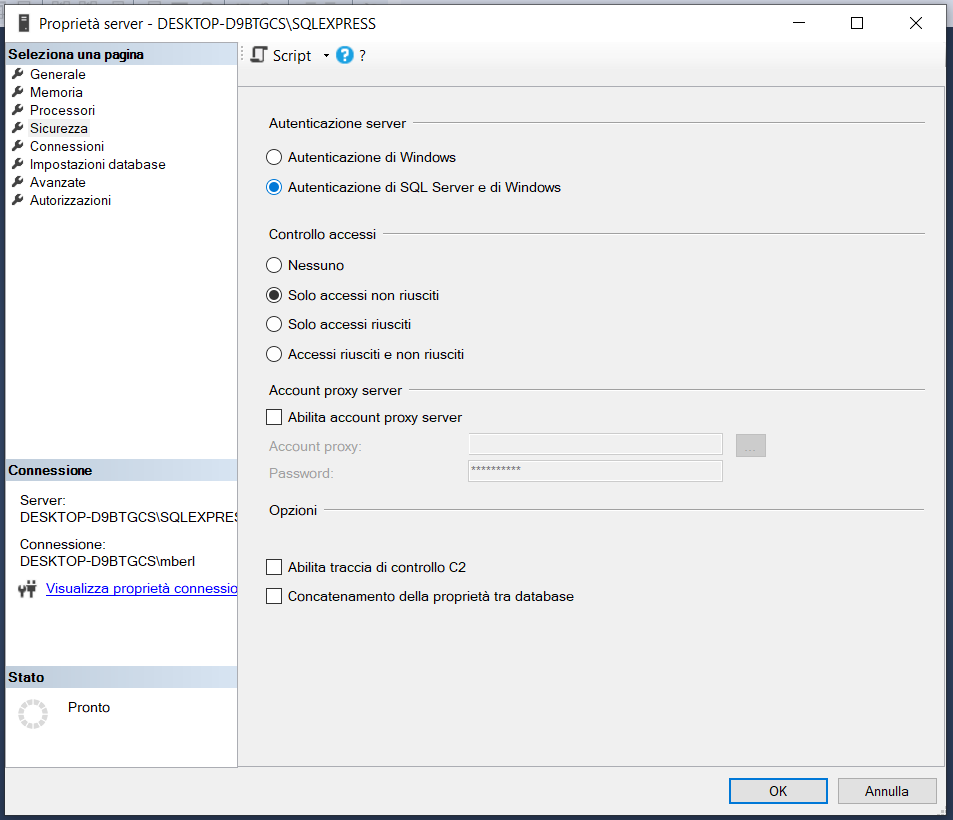 Proprietà server - DESKTOP-D9BTGCS\SQLEXPRESS
Seleziona una pagina
Generale
Memoria
Processori
Sicurezza
Connessioni
Impostazioni database
Avanzate
Autorizzazioni
Connessione
Server:
DESKTOP-D9BTGCS\SQLEXPRES
Connessione:
DESKTOP-D9BTGCS\mberl
Visualizza proprietà connessio
Stato
Pronto
Script ? ?
Autenticazione server
Autenticazione di Windows
Autenticazione di SQL Server e di Windows
Controllo accessi
Nessuno
Solo accessi non riusciti
Solo accessi riusciti
Accessi riusciti e non riusciti
Account proxy server
Abilita account proxy server
Account proxy: ...
Password: **********
Opzioni
Abilita traccia di controllo C2
Concatenamento della proprietà tra database
OK Annulla